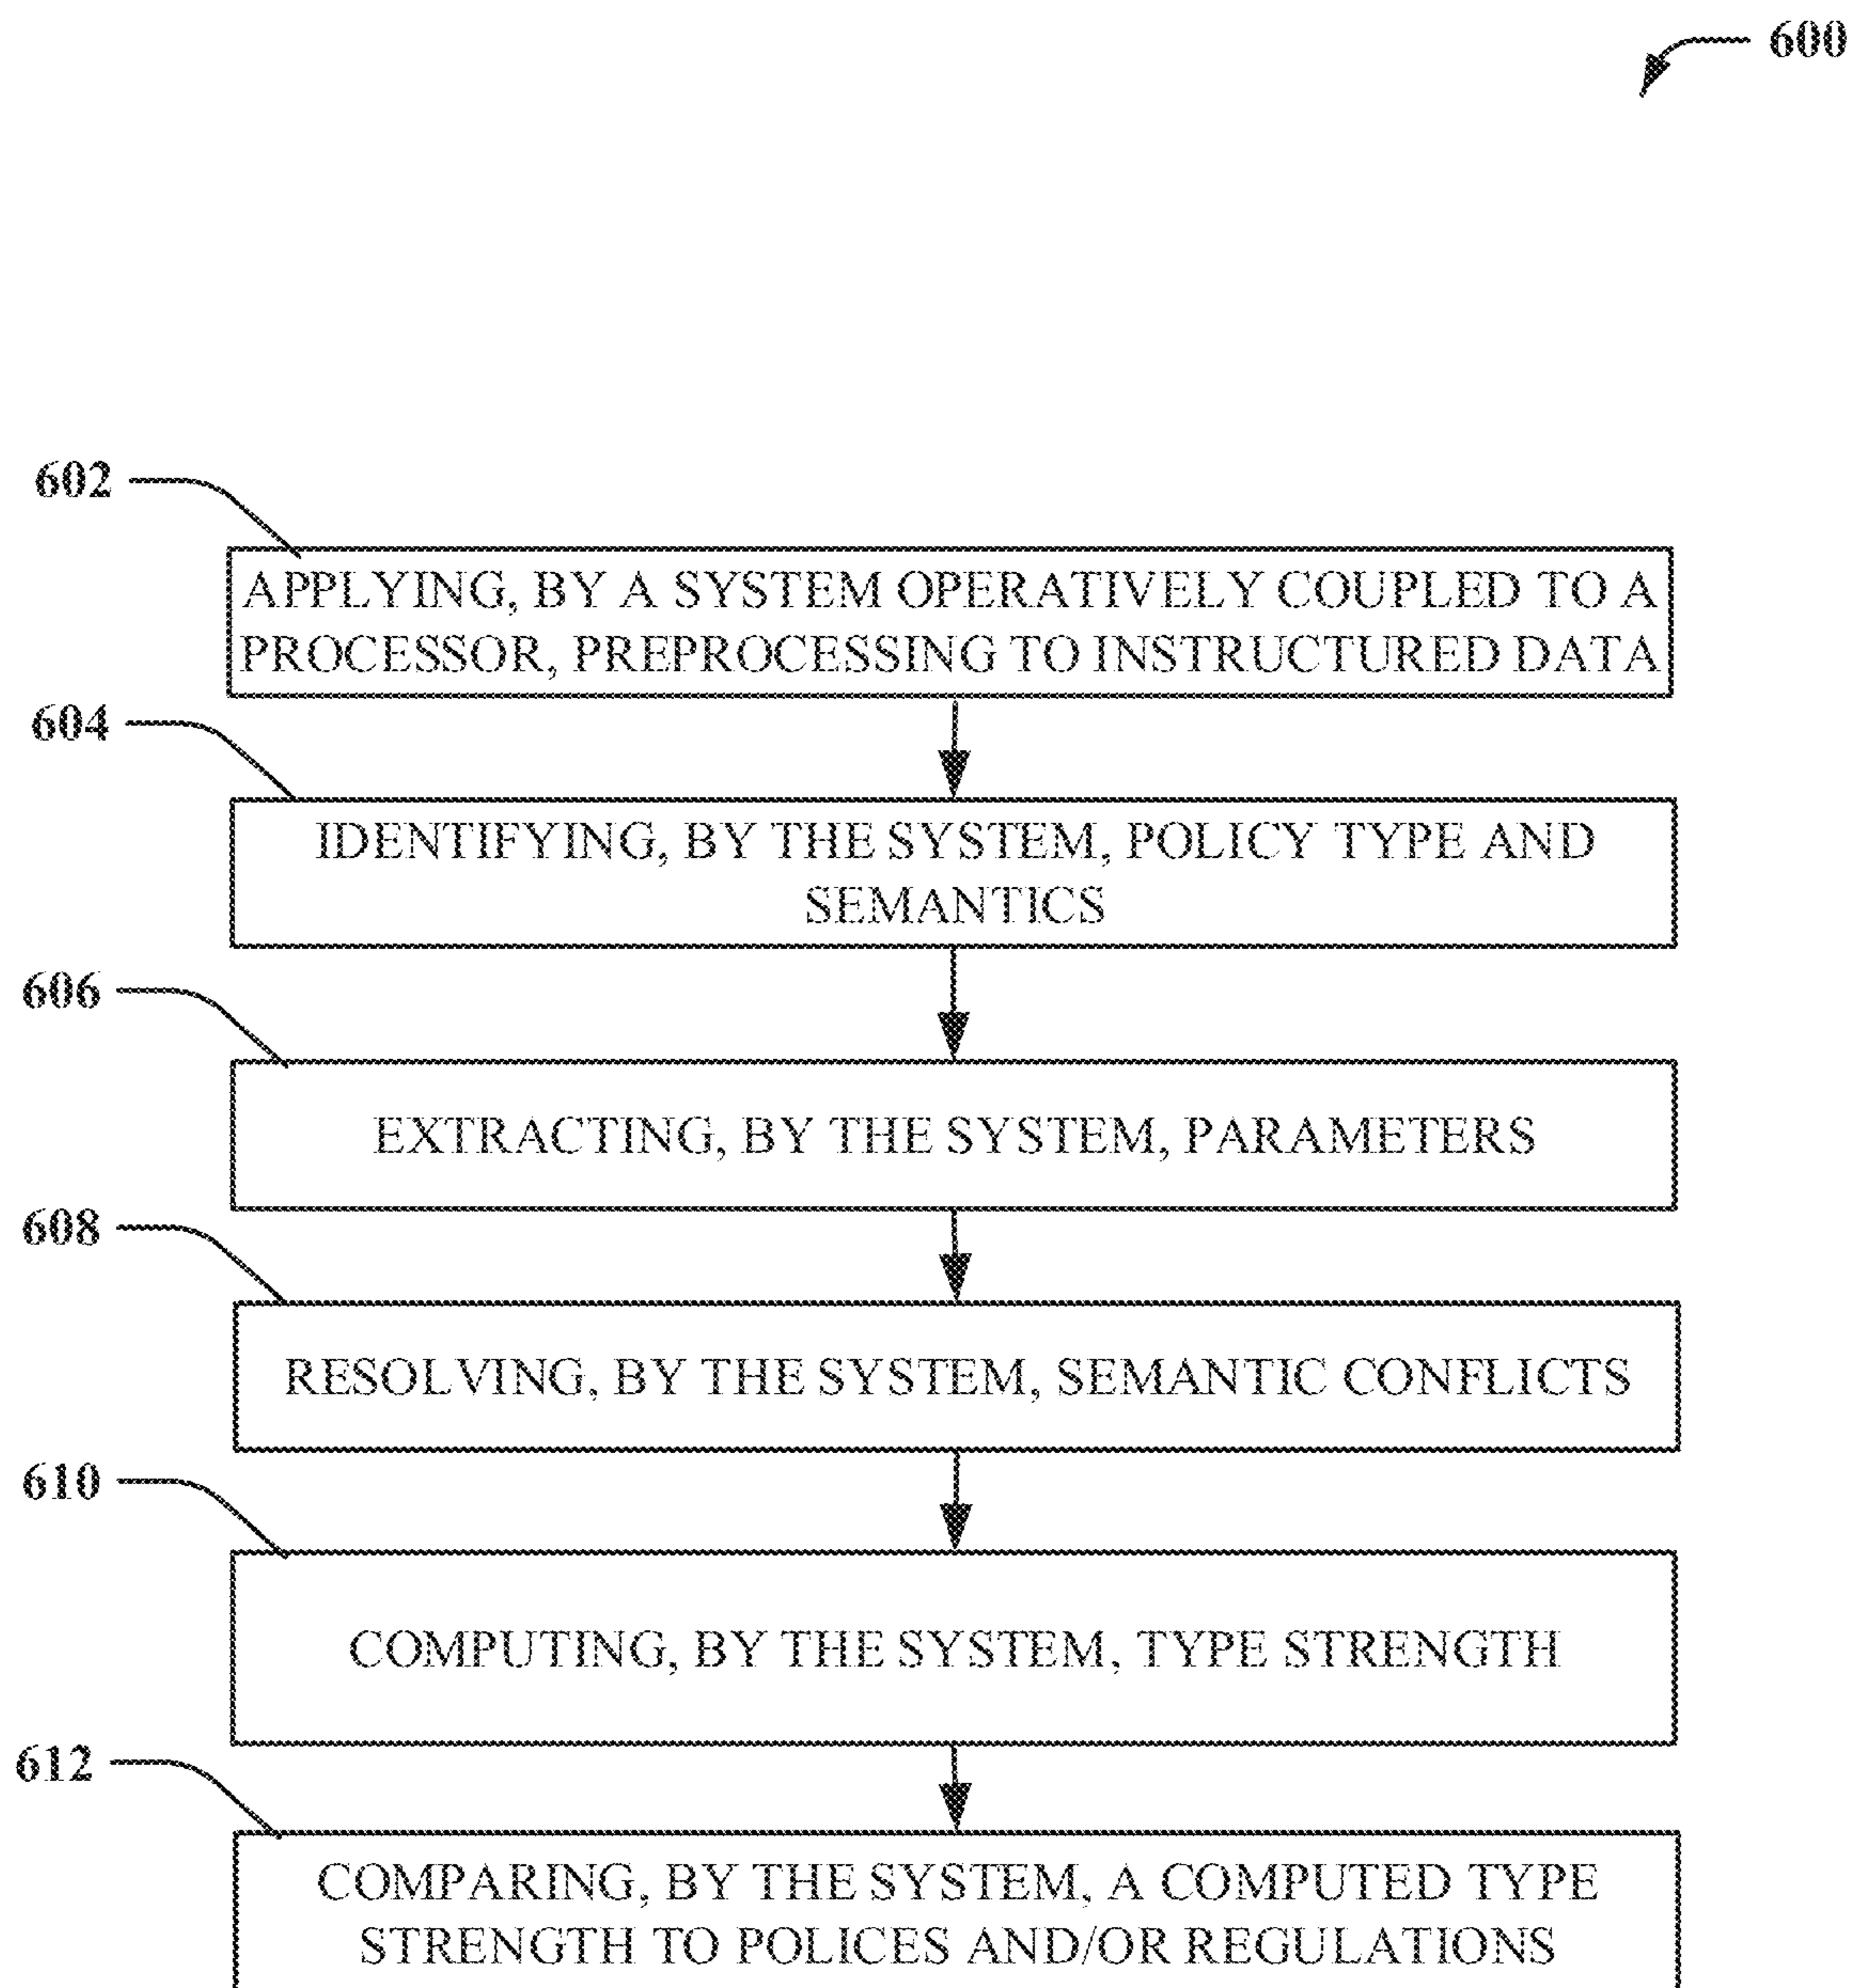 600
602
APPLYING, BY A SYSTEM OPERATIVELY COUPLED TO A
PROCESSOR, PREPROCESSING TO INSTRUCTURED DATA
604
IDENTIFYING, BY THE SYSTEM, POLICY TYPE AND
SEMANTICS
606
EXTRACTING, BY THE SYSTEM, PARAMETERS
608
RESOLVING, BY THE SYSTEM, SEMANTIC CONFLICTS
610
COMPUTING, BY THE SYSTEM, TYPE STRENGTH
612
COMPARING, BY THE SYSTEM, A COMPUTED TYPE
STRENGTH TO POLICES AND/OR REGULATIONS